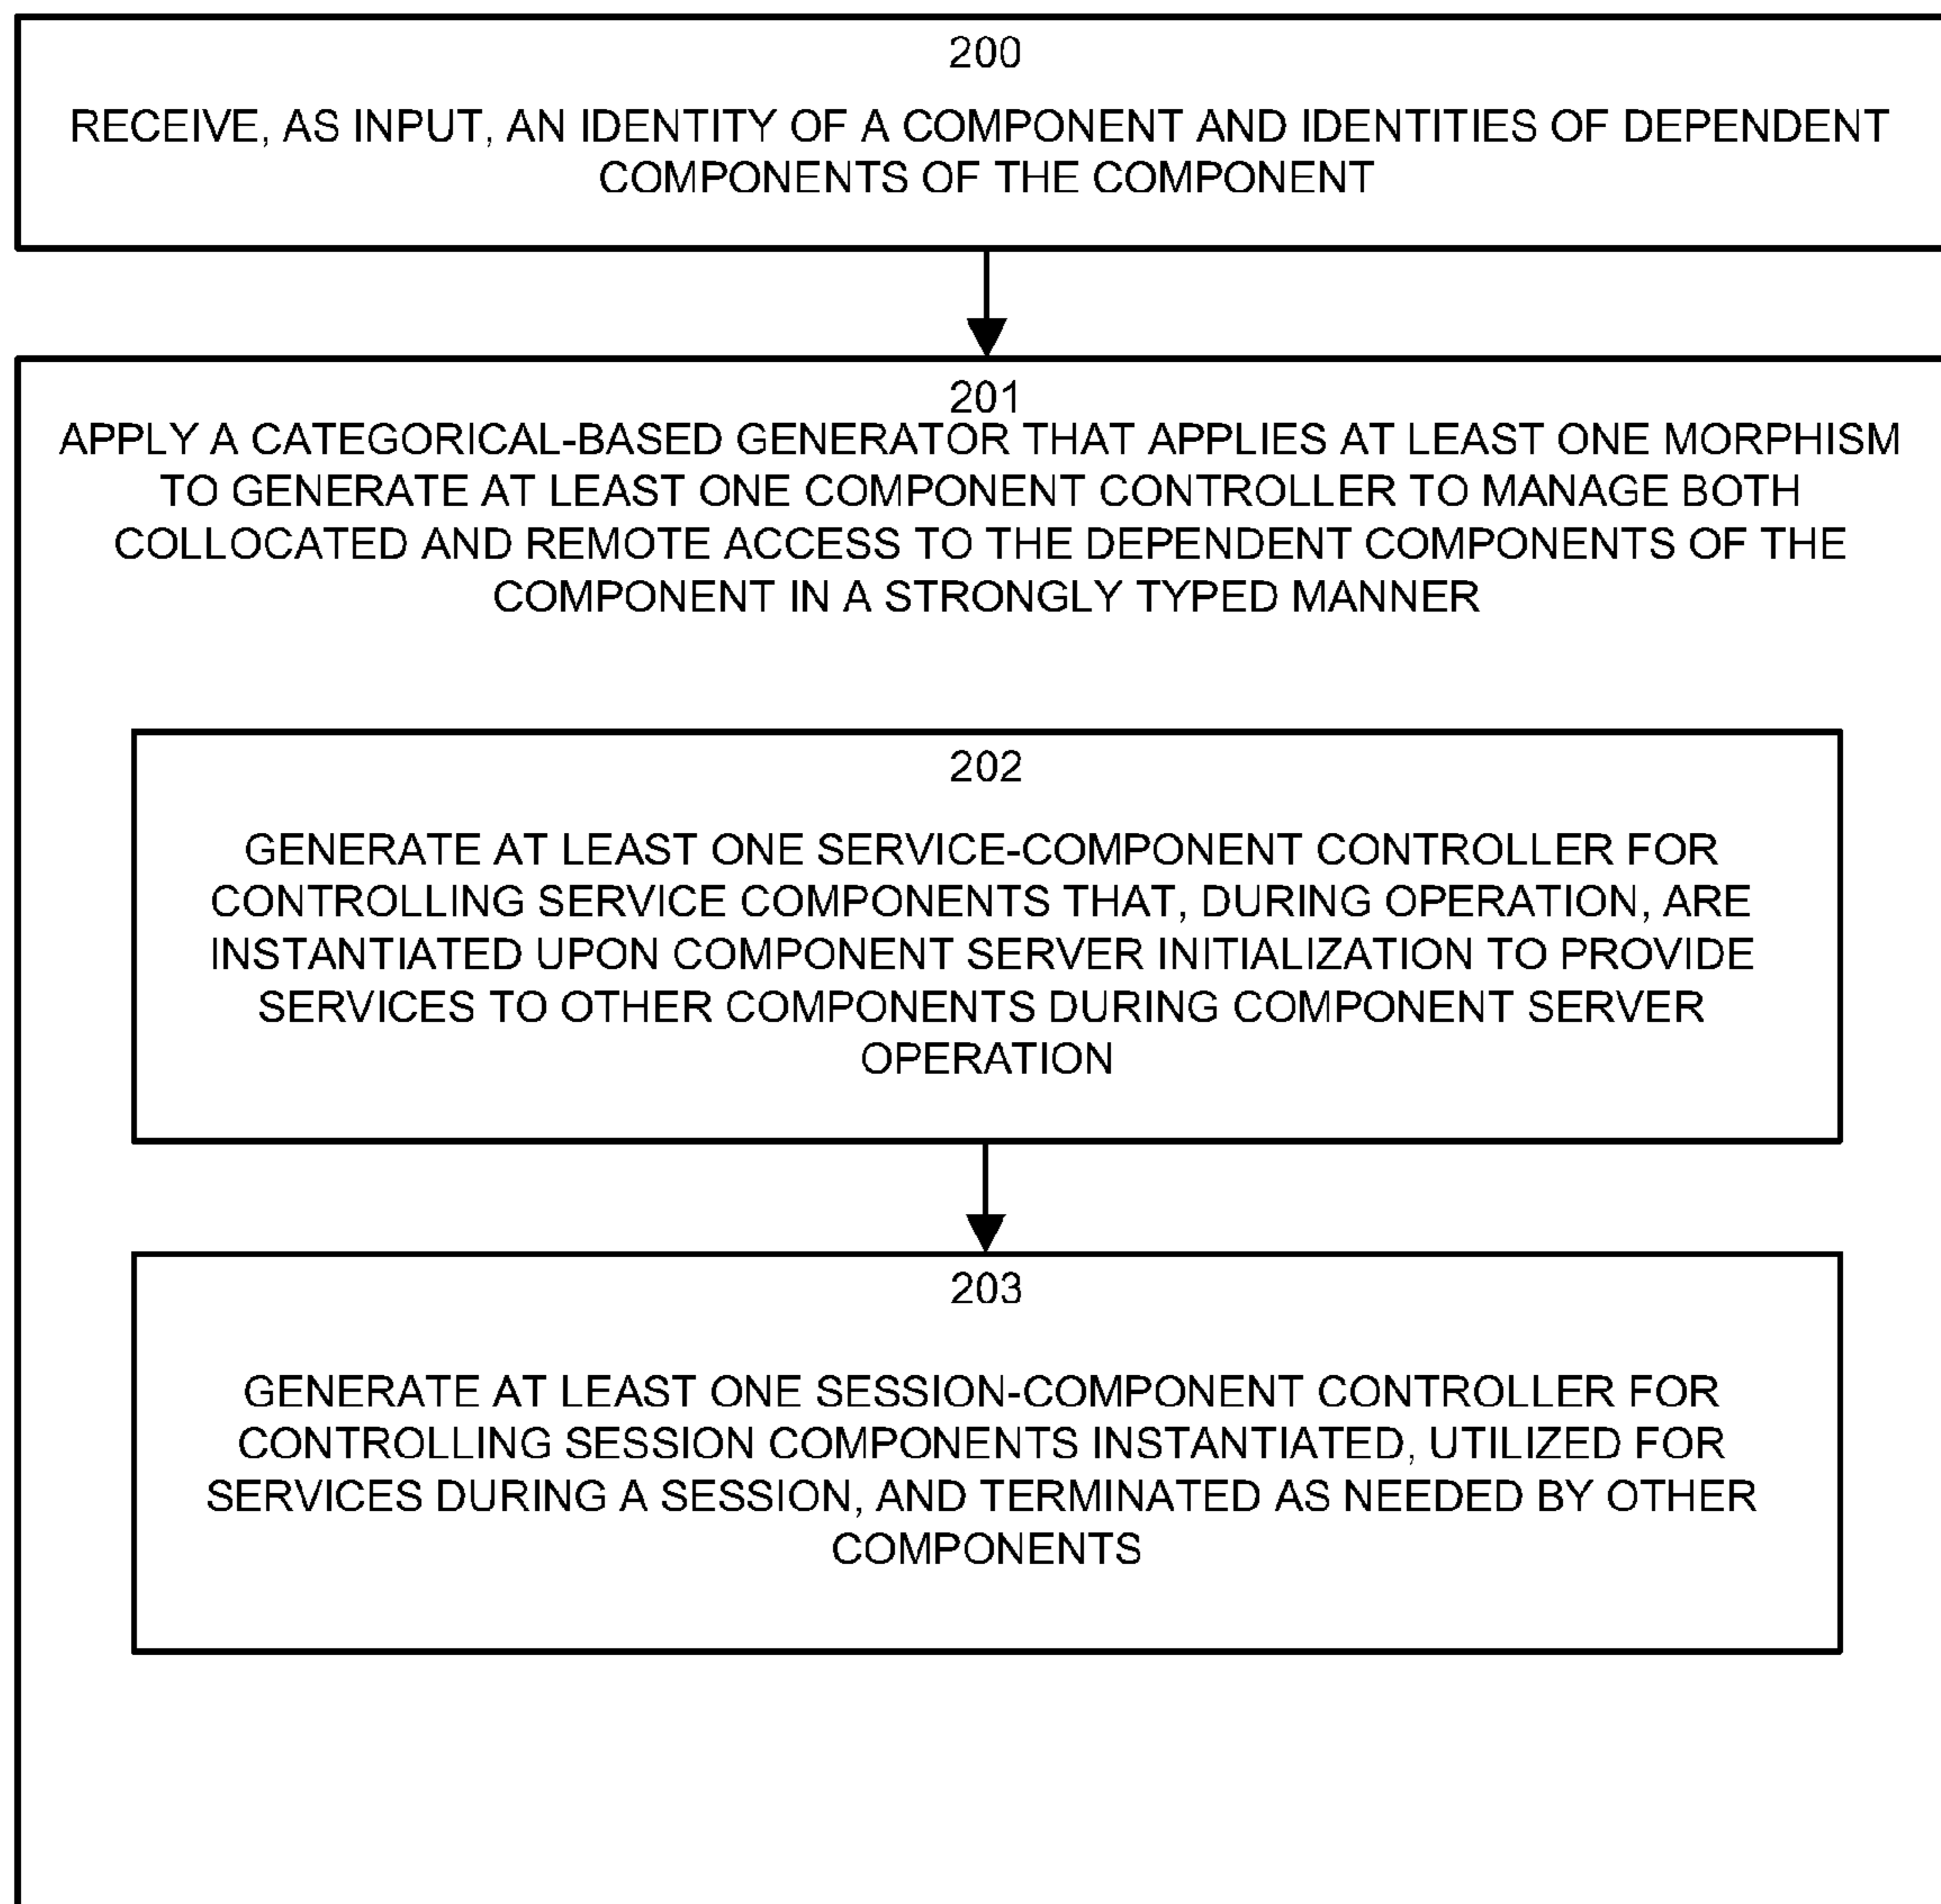 200
RECEIVE, AS INPUT, AN IDENTITY OF A COMPONENT AND IDENTITIES OF DEPENDENT
COMPONENTS OF THE COMPONENT
201
APPLY A CATEGORICAL-BASED GENERATOR THAT APPLIES AT LEAST ONE MORPHISM
TO GENERATE AT LEAST ONE COMPONENT CONTROLLER TO MANAGE BOTH
COLLOCATED AND REMOTE ACCESS TO THE DEPENDENT COMPONENTS OF THE
COMPONENT IN A STRONGLY TYPED MANNER
202
GENERATE AT LEAST ONE SERVICE-COMPONENT CONTROLLER FOR
CONTROLLING SERVICE COMPONENTS THAT, DURING OPERATION, ARE
INSTANTIATED UPON COMPONENT SERVER INITIALIZATION TO PROVIDE
SERVICES TO OTHER COMPONENTS DURING COMPONENT SERVER
OPERATION
203
GENERATE AT LEAST ONE SESSION-COMPONENT CONTROLLER FOR
CONTROLLING SESSION COMPONENTS INSTANTIATED, UTILIZED FOR
SERVICES DURING A SESSION, AND TERMINATED AS NEEDED BY OTHER
COMPONENTS